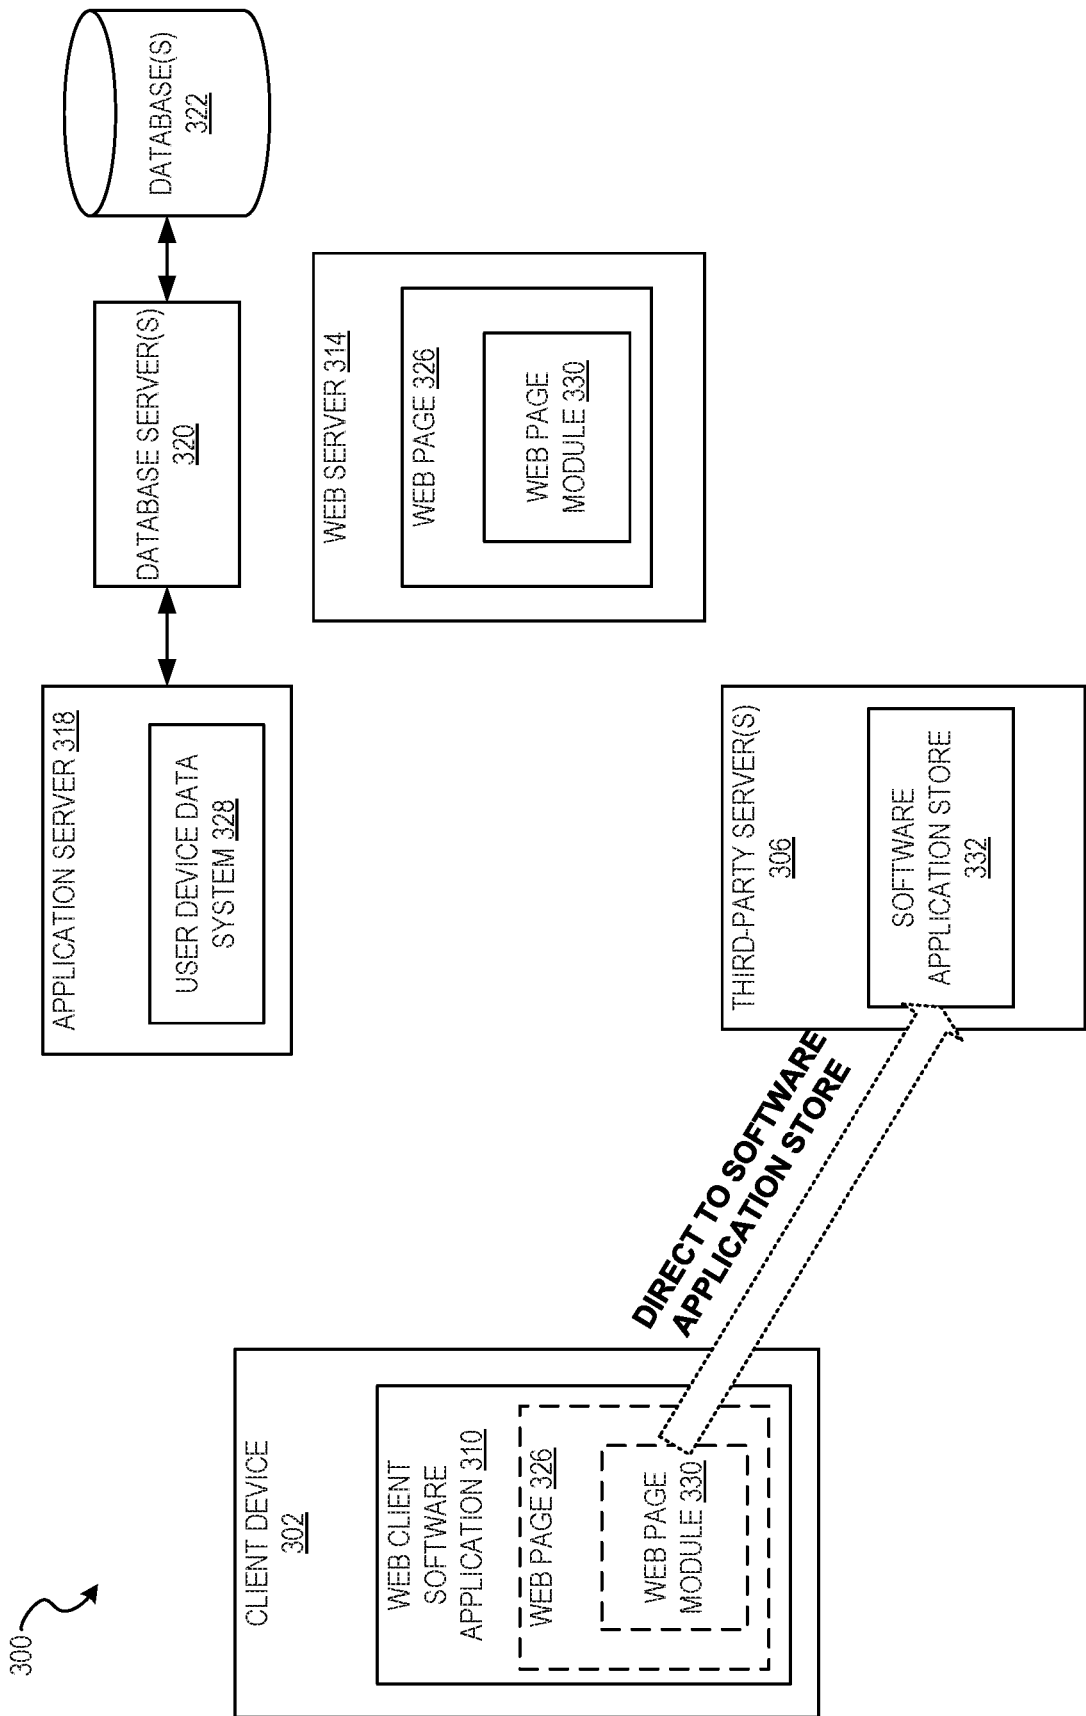 300
CLIENT DEVICE
302
WEB CLIENT
SOFTWARE
APPLICATION 310
WEB PAGE 326
WEB PAGE
MODULE 330
DIRECT TO SOFTWARE
APPLICATION STORE
APPLICATION SERVER 318
USER DEVICE DATA
SYSTEM 328
THIRD-PARTY SERVER(S)
306
SOFTWARE
APPLICATION STORE
332
DATABASE SERVER(S)
320
WEB SERVER 314
WEB PAGE 326
WEB PAGE
MODULE 330
DATABASE(S)
322